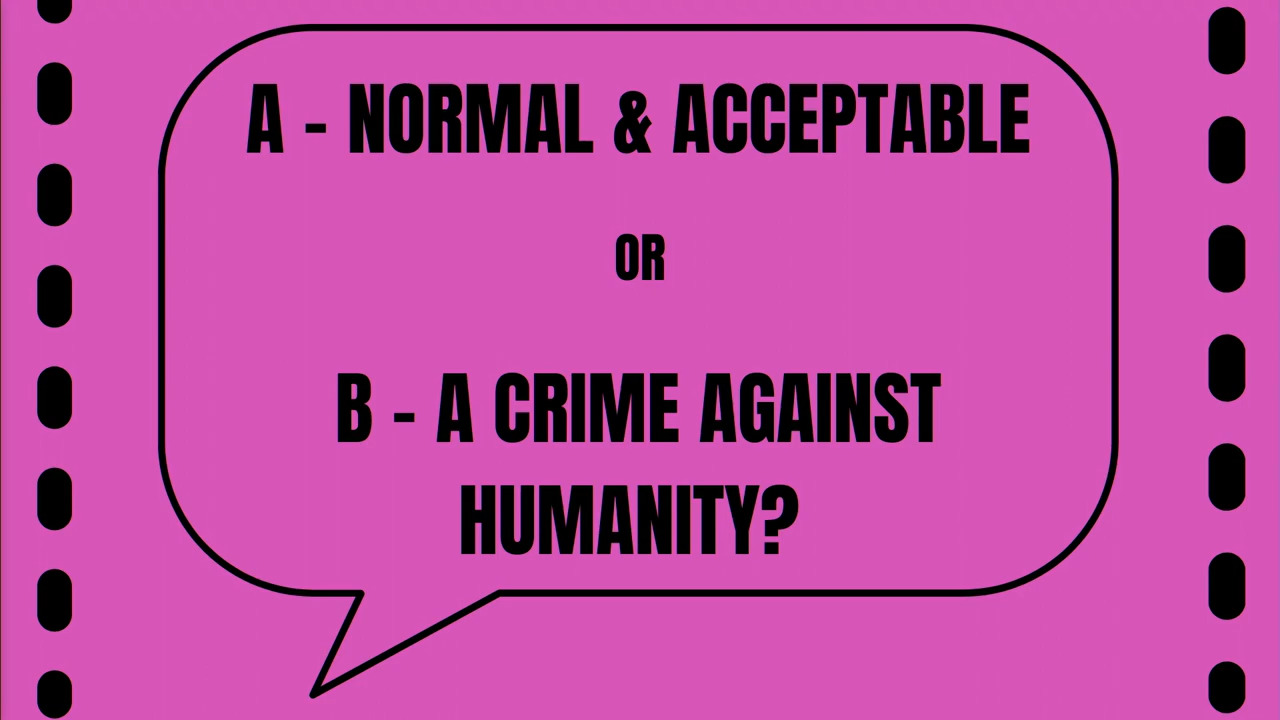 A - NORMAL & ACCEPTABLE
OR
B - A CRIME AGAINST
HUMANITY?